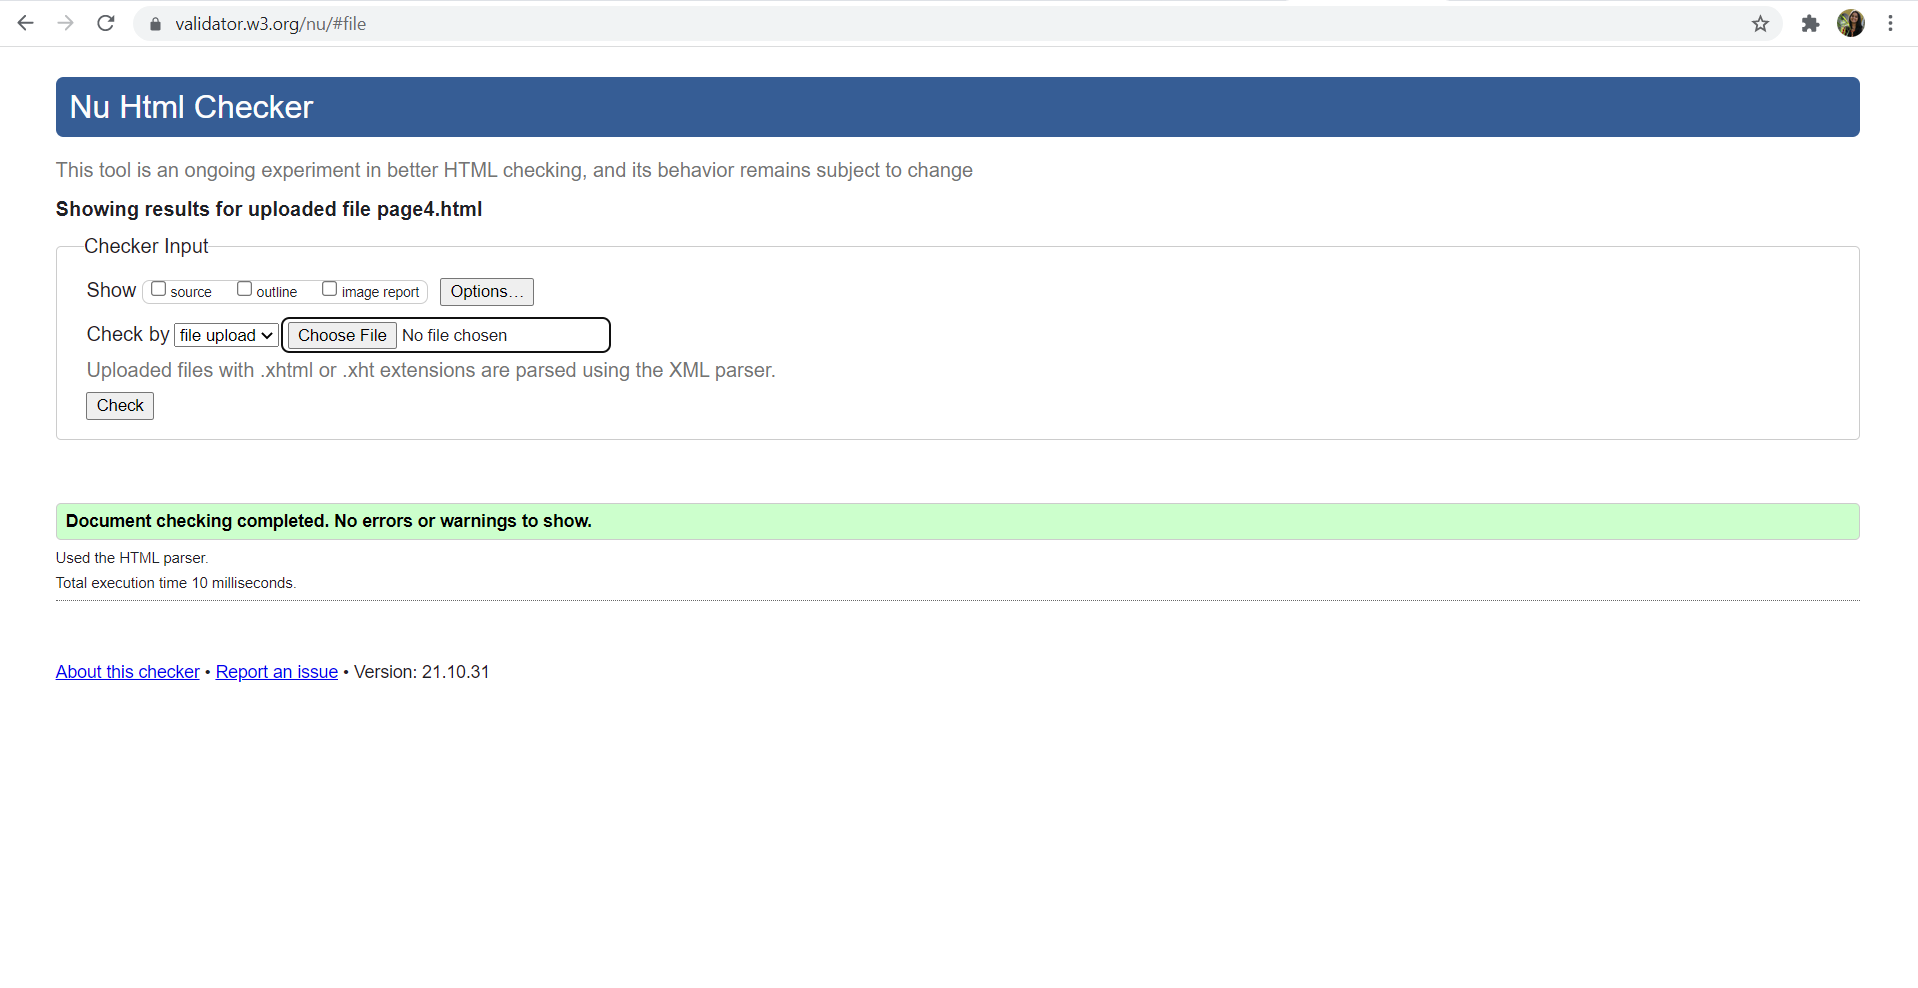 validator.w3.org/nu/#file
Nu Html Checker
This tool is an ongoing experiment in better HTML checking, and its behavior remains subject to change
Showing results for uploaded file page4.html
Checker Input
Show source outline image report Options...
Check by file upload Choose File No file chosen
Uploaded files with .xhtml or .xht extensions are parsed using the XML parser.
Check
Document checking completed. No errors or warnings to show.
Used the HTML parser.
Total execution time 10 milliseconds.
About this checker • Report an issue • Version: 21.10.31